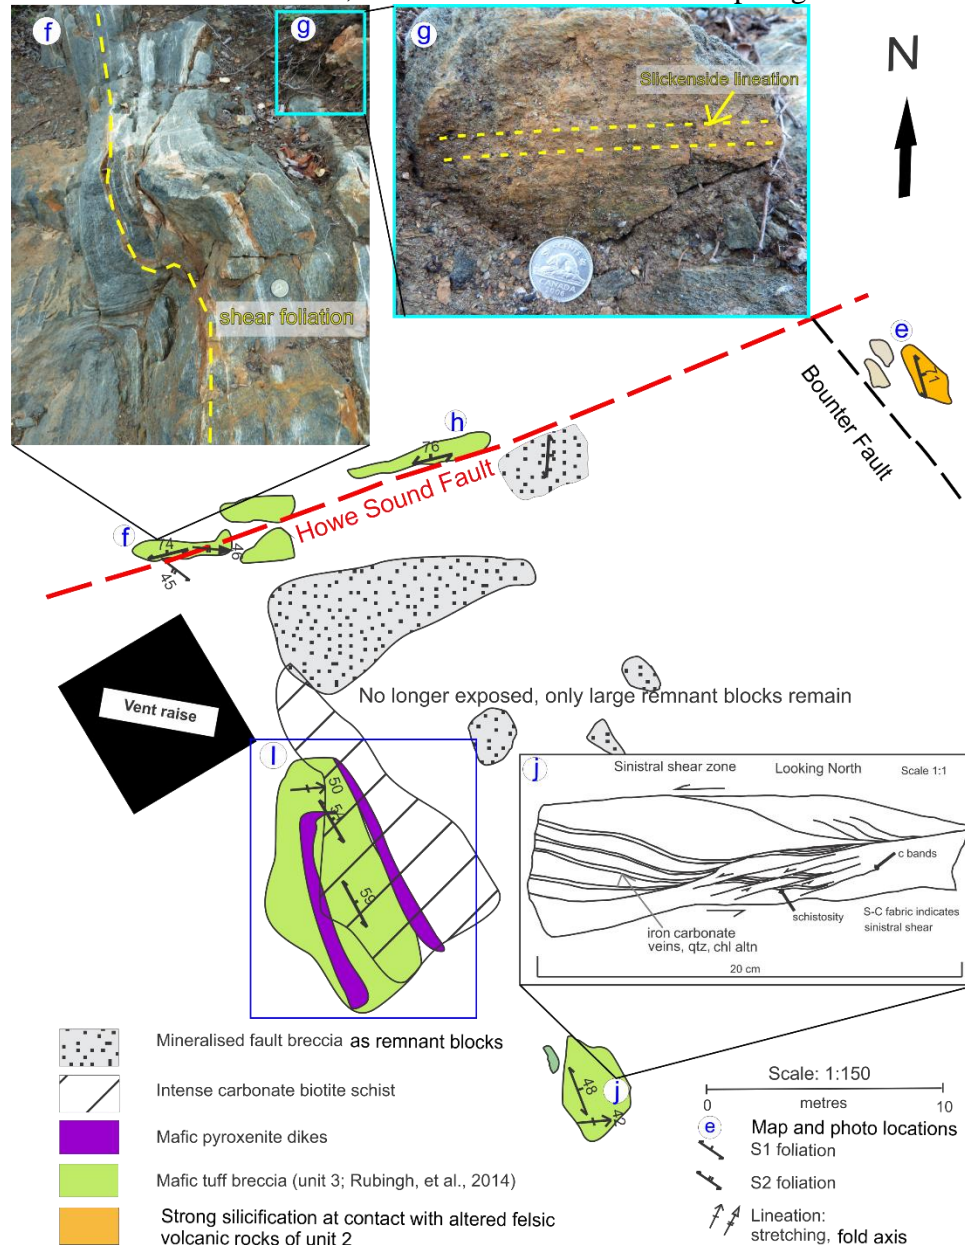 f
g
g
Slickenside lineation
N
shear foliation
e
71
Bounter Fault
h
76
Howe Sound Fault
f
74
46
45
Vent raise
No longer exposed, only large remnant blocks remain
l
50
59
j
Sinistral shear zone
Looking North
Scale 1:1
c bands
schistosity
S-C fabric indicates
sinistral shear
iron carbonate
veins, qtz, chl altn
20 cm
48
j
42
Mineralised fault breccia as remnant blocks
Intense carbonate biotite schist
Mafic pyroxenite dikes
Mafic tuff breccia (unit 3; Rubingh, et al., 2014)
Strong silicification at contact with altered felsic
volcanic rocks of unit 2
Scale: 1:150
0
metres
10
e
Map and photo locations
S1 foliation
S2 foliation
Lineation:
stretching, fold axis